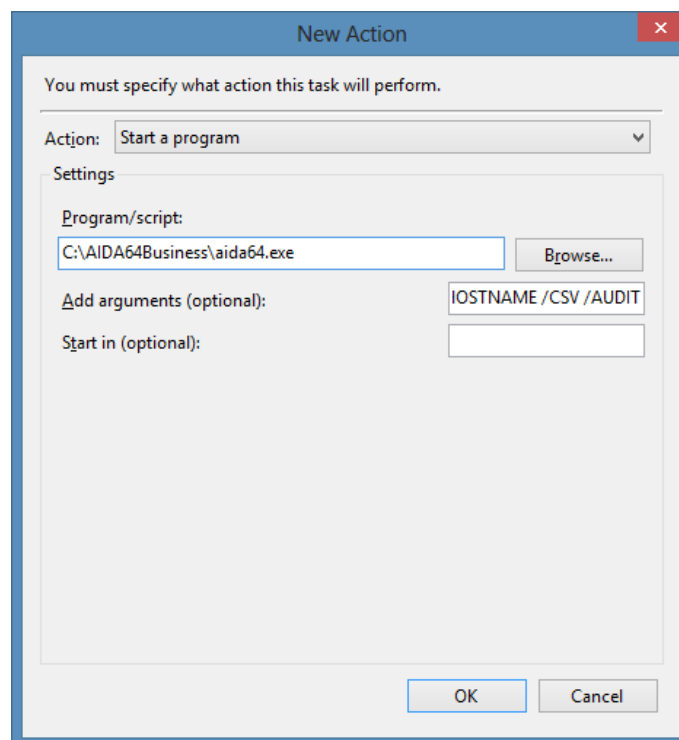 New Action
You must specify what action this task will perform.
Action: Start a program
Settings
Program/script:
C:\AIDA64Business\aida64.exe Browse...
Add arguments (optional): IOSTNAME /CSV /AUDIT
Start in (optional):
OK Cancel